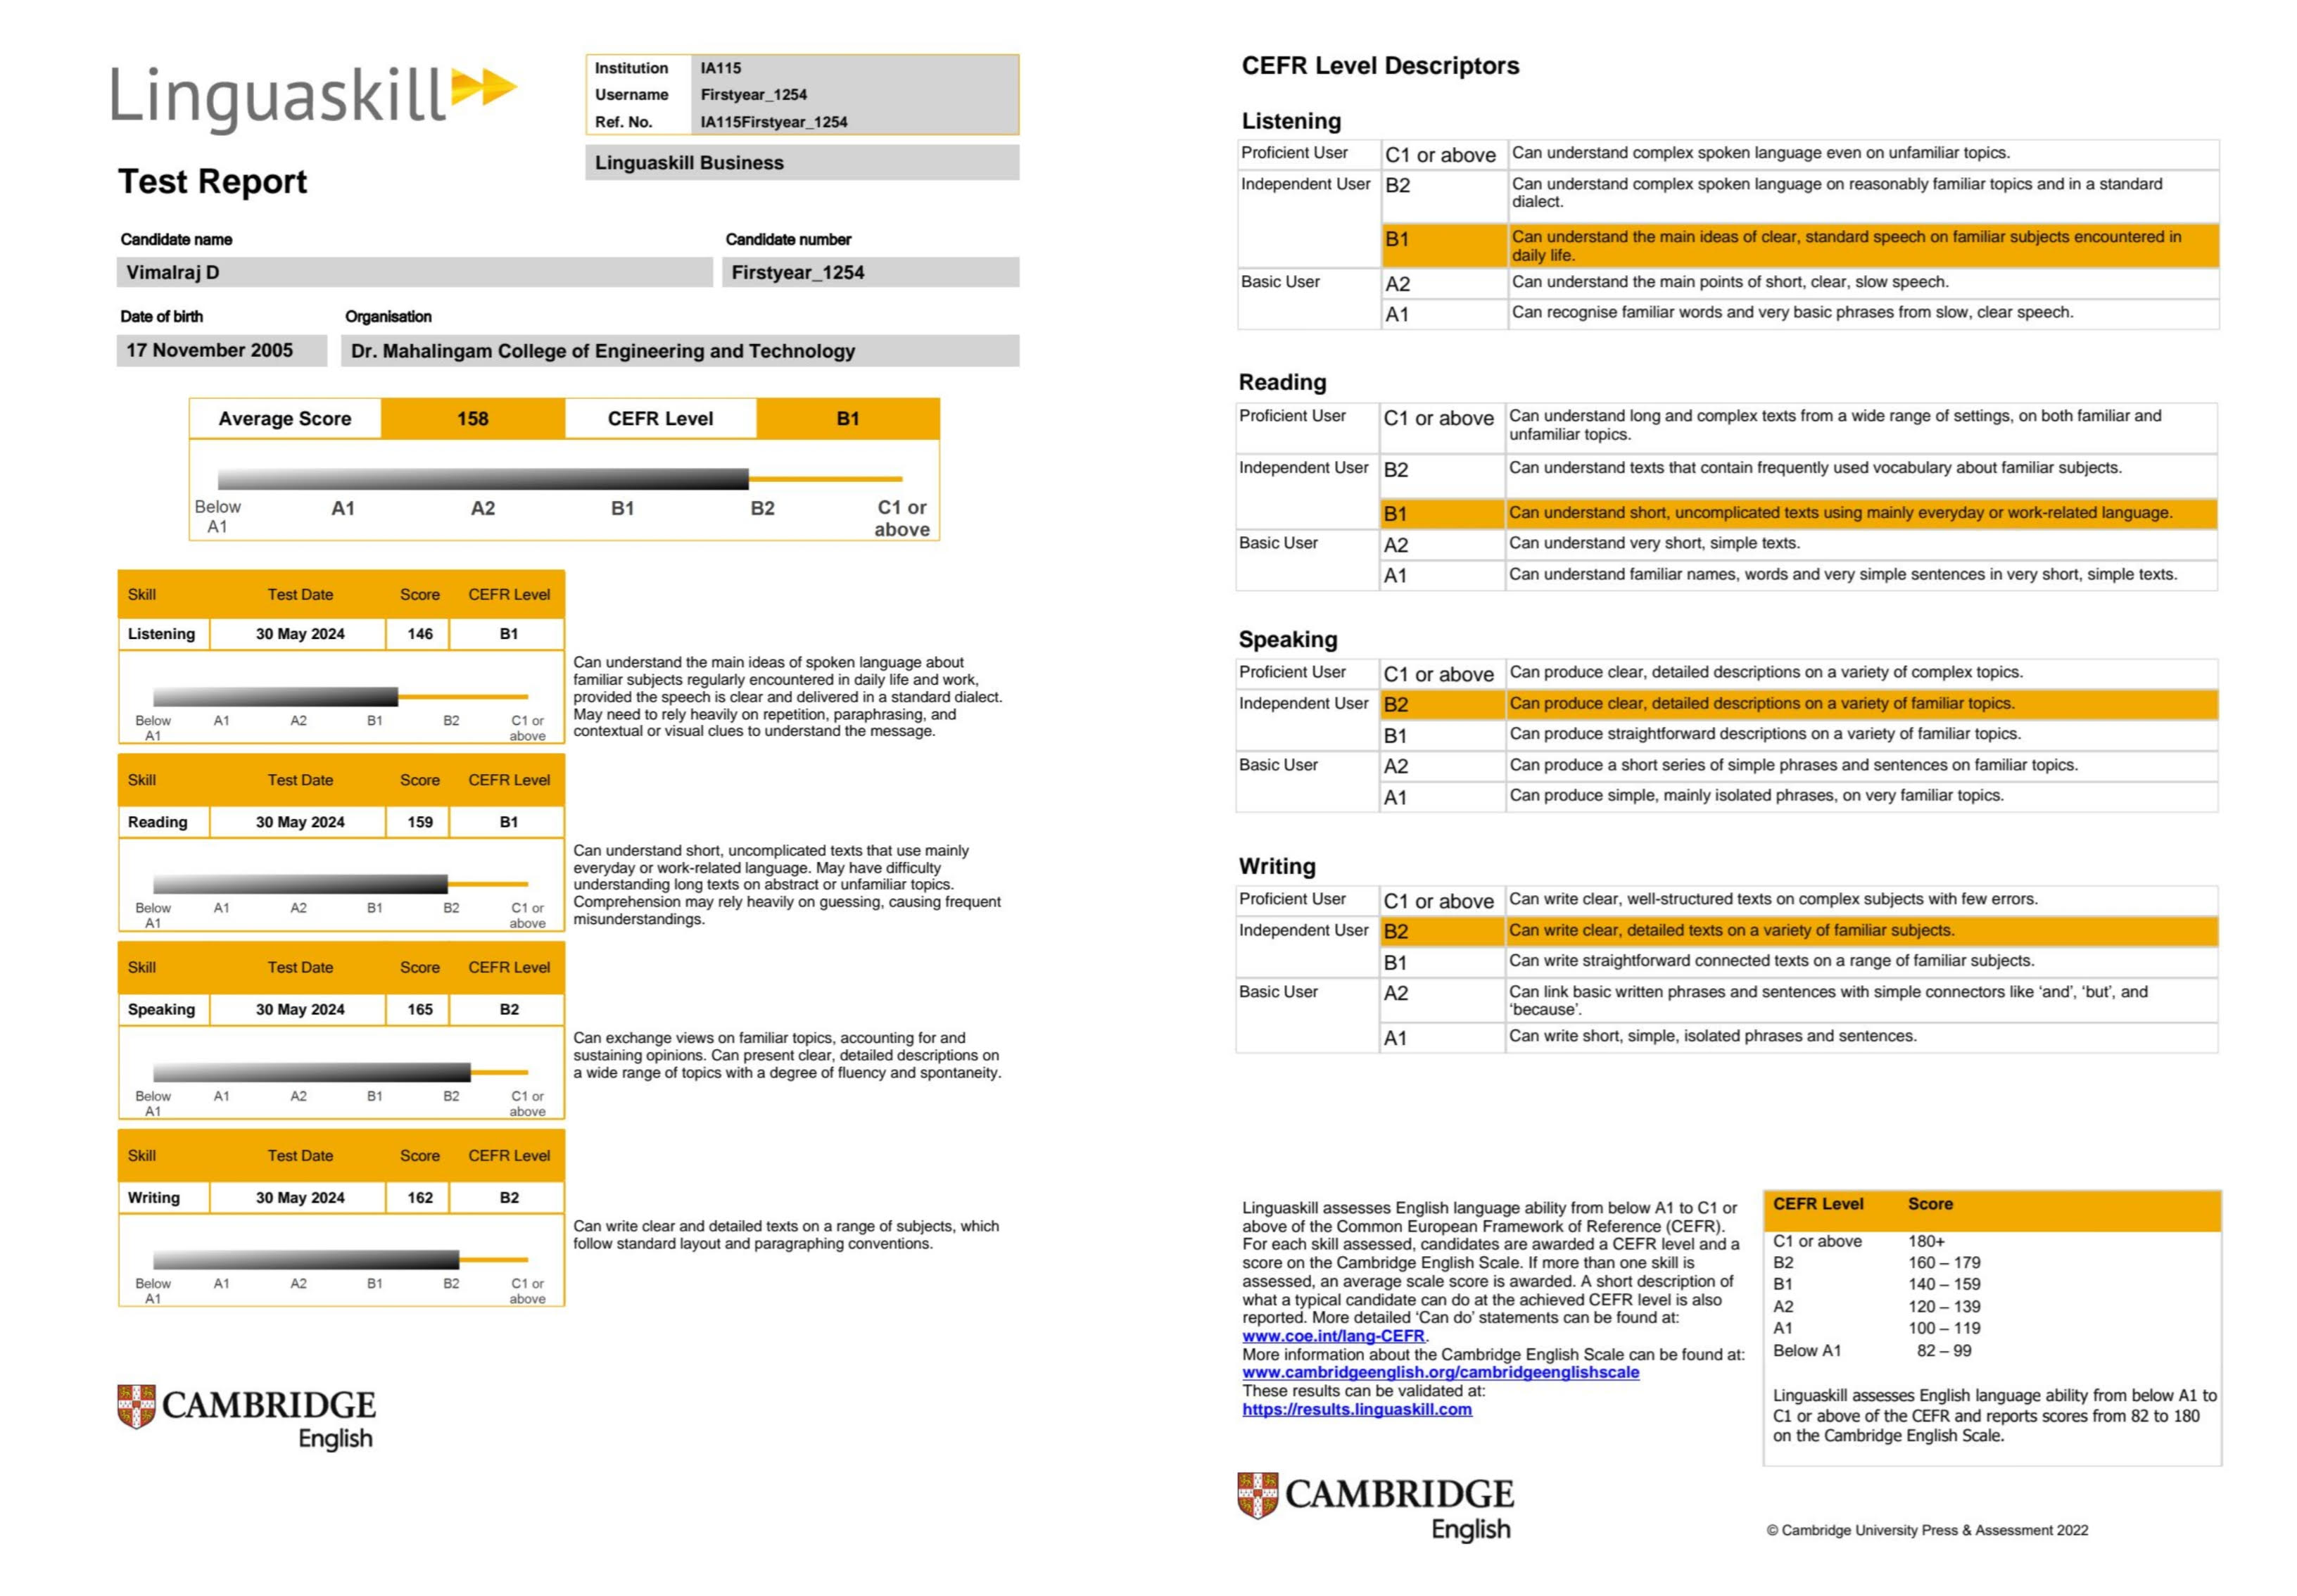 Linguaskill
Institution IA115
Username Firstyear_1254
Ref. No. IA115Firstyear_1254
Linguaskill Business
Test Report
Candidate name Candidate number
Vimalraj D Firstyear_1254
Date of birth Organisation
17 November 2005 Dr. Mahalingam College of Engineering and Technology
Average Score 158 CEFR Level B1
Below A1 A1 A2 B1 B2 C1 or above
Skill Test Date Score CEFR Level
Listening 30 May 2024 146 B1
Below A1 A1 A2 B1 B2 C1 or above
Can understand the main ideas of spoken language about
familiar subjects regularly encountered in daily life and work,
provided the speech is clear and delivered in a standard dialect.
May need to rely heavily on repetition, paraphrasing, and
contextual or visual clues to understand the message.
Skill Test Date Score CEFR Level
Reading 30 May 2024 159 B1
Below A1 A1 A2 B1 B2 C1 or above
Can understand short, uncomplicated texts that use mainly
everyday or work-related language. May have difficulty
understanding long texts on abstract or unfamiliar topics.
Comprehension may rely heavily on guessing, causing frequent
misunderstandings.
Skill Test Date Score CEFR Level
Speaking 30 May 2024 165 B2
Below A1 A1 A2 B1 B2 C1 or above
Can exchange views on familiar topics, accounting for and
sustaining opinions. Can present clear, detailed descriptions on
a wide range of topics with a degree of fluency and spontaneity.
Skill Test Date Score CEFR Level
Writing 30 May 2024 162 B2
Below A1 A1 A2 B1 B2 C1 or above
Can write clear and detailed texts on a range of subjects, which
follow standard layout and paragraphing conventions.
CAMBRIDGE
English
CEFR Level Descriptors
Listening
Proficient User C1 or above Can understand complex spoken language even on unfamiliar topics.
Independent User B2 Can understand complex spoken language on reasonably familiar topics and in a standard
dialect.
B1 Can understand the main ideas of clear, standard speech on familiar subjects encountered in
daily life.
Basic User A2 Can understand the main points of short, clear, slow speech.
A1 Can recognise familiar words and very basic phrases from slow, clear speech.
Reading
Proficient User C1 or above Can understand long and complex texts from a wide range of settings, on both familiar and
unfamiliar topics.
Independent User B2 Can understand texts that contain frequently used vocabulary about familiar subjects.
B1 Can understand short, uncomplicated texts using mainly everyday or work-related language.
Basic User A2 Can understand very short, simple texts.
A1 Can understand familiar names, words and very simple sentences in very short, simple texts.
Speaking
Proficient User C1 or above Can produce clear, detailed descriptions on a variety of complex topics.
Independent User B2 Can produce clear, detailed descriptions on a variety of familiar topics.
B1 Can produce straightforward descriptions on a variety of familiar topics.
Basic User A2 Can produce a short series of simple phrases and sentences on familiar topics.
A1 Can produce simple, mainly isolated phrases, on very familiar topics.
Writing
Proficient User C1 or above Can write clear, well-structured texts on complex subjects with few errors.
Independent User B2 Can write clear, detailed texts on a variety of familiar subjects.
B1 Can write straightforward connected texts on a range of familiar subjects.
Basic User A2 Can link basic written phrases and sentences with simple connectors like ‘and’, ‘but’, and
‘because’.
A1 Can write short, simple, isolated phrases and sentences.
Linguaskill assesses English language ability from below A1 to C1 or
above of the Common European Framework of Reference (CEFR).
For each skill assessed, candidates are awarded a CEFR level and a
score on the Cambridge English Scale. If more than one skill is
assessed, an average scale score is awarded. A short description of
what a typical candidate can do at the achieved CEFR level is also
reported. More detailed ‘Can do’ statements can be found at:
www.coe.int/lang-CEFR.
More information about the Cambridge English Scale can be found at:
www.cambridgeenglish.org/cambridgeenglishscale
These results can be validated at:
https://results.linguaskill.com
CEFR Level Score
C1 or above 180+
B2 160 – 179
B1 140 – 159
A2 120 – 139
A1 100 – 119
Below A1 82 – 99
Linguaskill assesses English language ability from below A1 to
C1 or above of the CEFR and reports scores from 82 to 180
on the Cambridge English Scale.
CAMBRIDGE
English
© Cambridge University Press & Assessment 2022